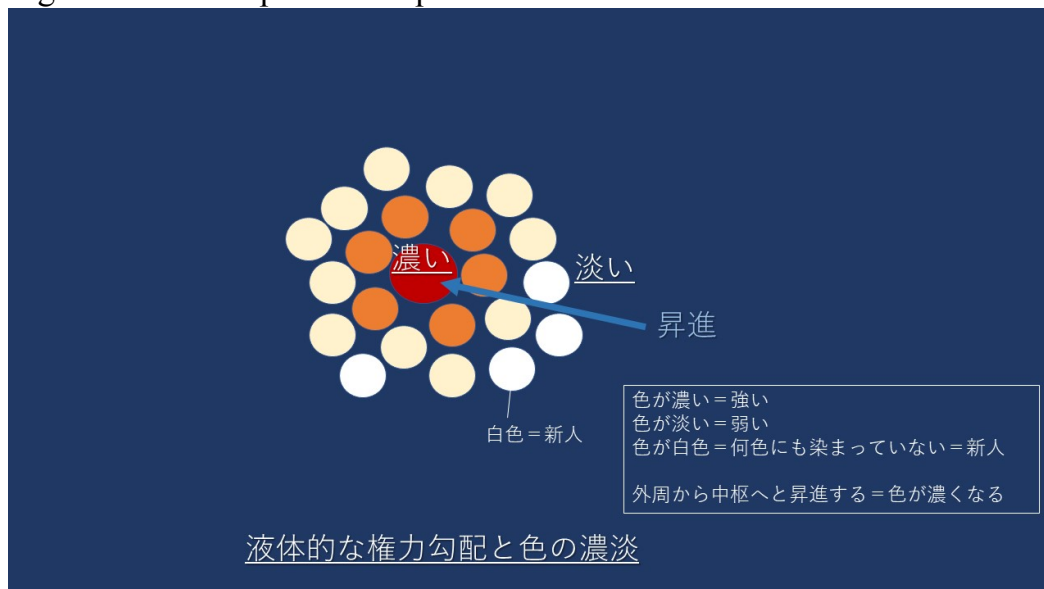 濃い
淡い
昇進
白色＝新人
色が濃い＝強い
色が淡い＝弱い
色が白色＝何色にも染まっていない＝新人
外周から中枢へと昇進する＝色が濃くなる
液体的な権力勾配と色の濃淡